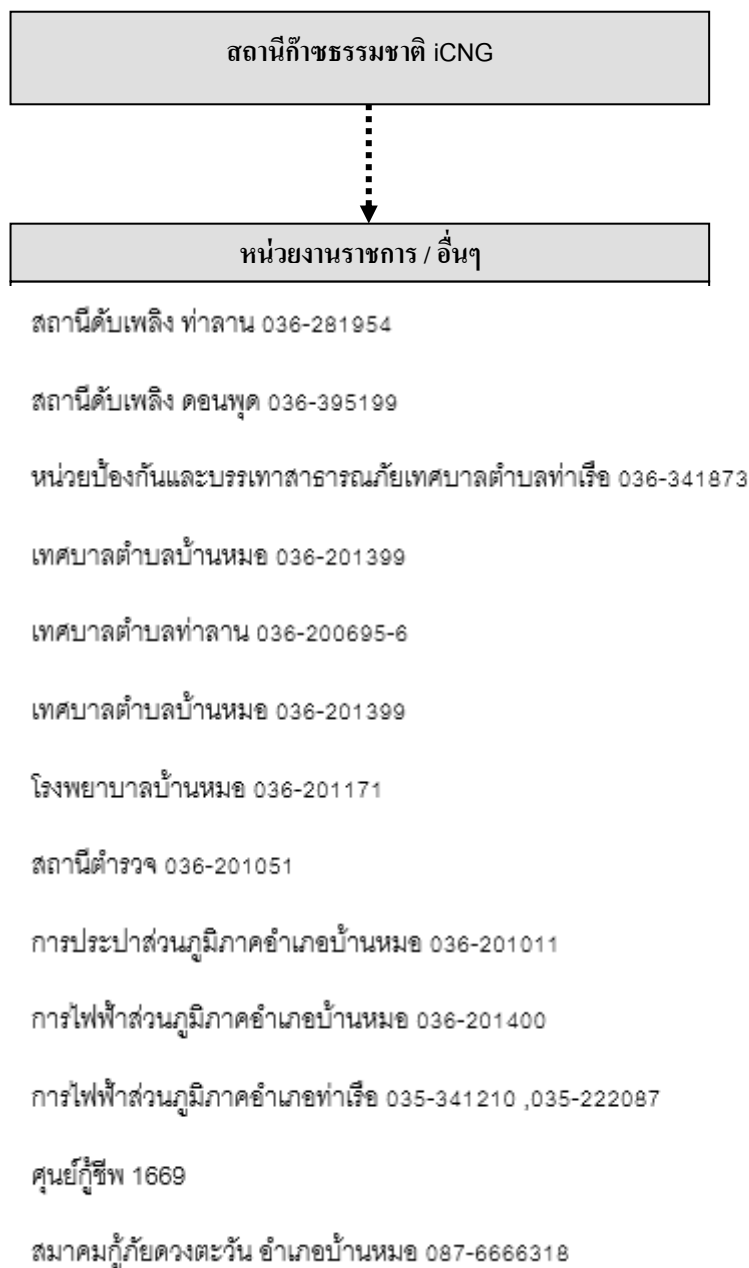 สถานีก๊าซธรรมชาติ iCNG
หน่วยงานราชการ / อื่นๆ
สถานีดับเพลิง ท่าลาน 036-281954
สถานีดับเพลิง ดอนพุด 036-395199
หน่วยป้องกันและบรรเทาสาธารณภัยเทศบาลตำบลท่าเรือ 036-341873
เทศบาลตำบลบ้านหมอ 036-201399
เทศบาลตำบลท่าลาน 036-200695-6
เทศบาลตำบลบ้านหมอ 036-201399
โรงพยาบาลบ้านหมอ 036-201171
สถานีตำรวจ 036-201051
การประปาส่วนภูมิภาคอำเภอบ้านหมอ 036-201011
การไฟฟ้าส่วนภูมิภาคอำเภอบ้านหมอ 036-201400
การไฟฟ้าส่วนภูมิภาคอำเภอท่าเรือ 035-341210 ,035-222087
ศูนย์กู้ชีพ 1669
สมาคมกู้ภัยดวงตะวัน อำเภอบ้านหมอ 087-6666318